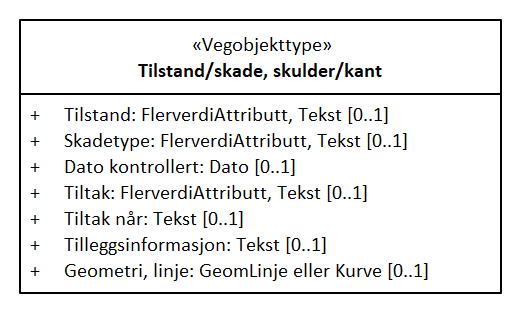 «Vegobjekttype»
Tilstand/skade, skulder/kant
+ Tilstand: FlerverdiAttributt, Tekst [0..1]
+ Skadetype: FlerverdiAttributt, Tekst [0..1]
+ Dato kontrollert: Dato [0..1]
+ Tiltak: FlerverdiAttributt, Tekst [0..1]
+ Tiltak når: Tekst [0..1]
+ Tilleggsinformasjon: Tekst [0..1]
+ Geometri, linje: GeomLinje eller Kurve [0..1]